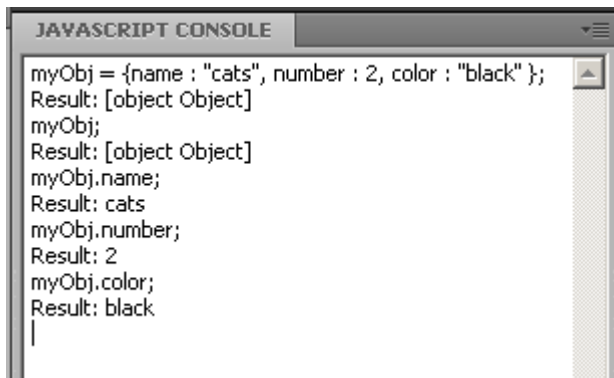 JAVASCRIPT CONSOLE
myObj = {name : "cats", number : 2, color : "black" };
Result: [object Object]
myObj;
Result: [object Object]
myObj.name;
Result: cats
myObj.number;
Result: 2
myObj.color;
Result: black